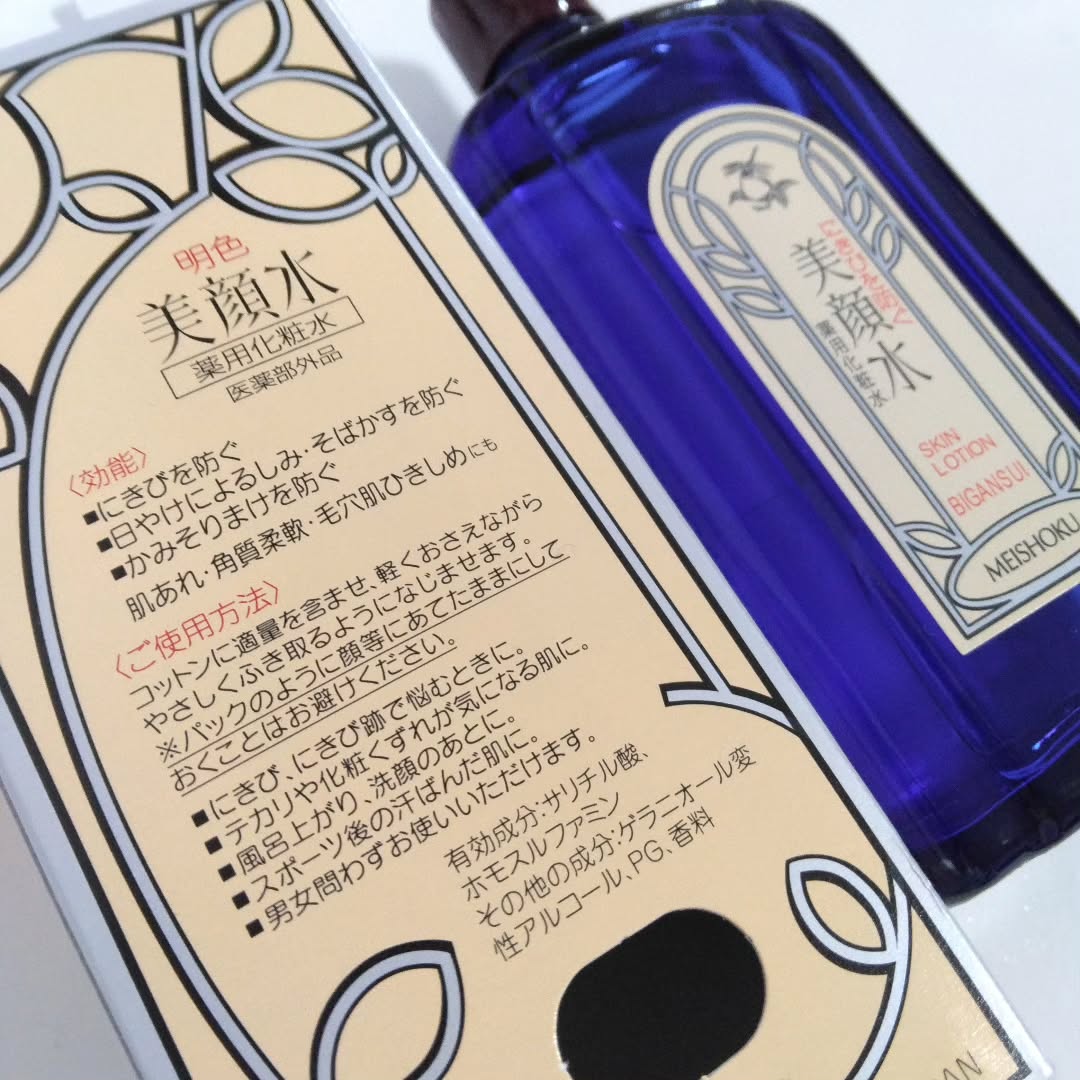 明色
美顔水
薬用化粧水
医薬部外品
〈効能〉
■にきびを防ぐ
■日やけによるしみ・そばかすを防ぐ
■かみそりまけを防ぐ
肌あれ・角質柔軟・毛穴肌ひきしめにも
〈ご使用方法〉
コットンに適量を含ませ、軽くおさえながら
やさしくふき取るようになじませます。
※パックのように顔等にあてたままにして
おくことはお避けください。
■にきび、にきび跡で悩むときに。
■テカリや化粧くずれが気になる肌に。
■風呂上がり、洗顔のあとに。
■スポーツ後の汗ばんだ肌に。
■男女問わずお使いいただけます。
有効成分:サリチル酸、
ホモスルファミン
その他の成分:ゲラニオール変
性アルコール、PG、香料
にきびを防ぐ
美顔水
薬用化粧水
SKIN
LOTION
BIGANSUI
MEISHOKU